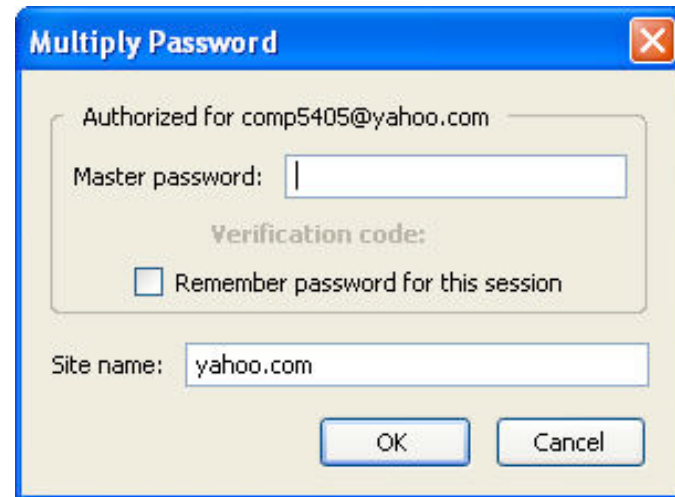 Multiply Password
Authorized for comp5405@yahoo.com
Master password:
Verification code:
Remember password for this session
Site name: yahoo.com
OK Cancel